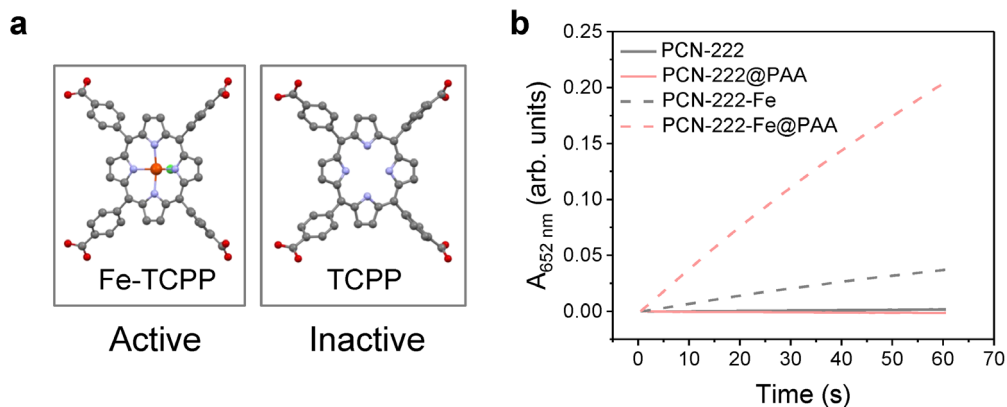 a
Fe-TCPP
TCPP
Active
Inactive
b
PCN-222
PCN-222@PAA
PCN-222-Fe
PCN-222-Fe@PAA
A652 nm (arb. units)
0.25
0.20
0.15
0.10
0.05
0.00
0 10 20 30 40 50 60 70
Time (s)